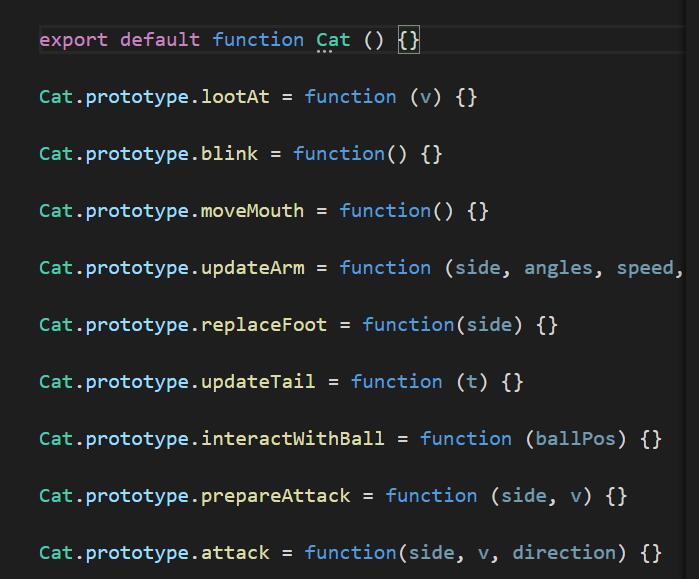 export default function Cat () {}
Cat.prototype.lootAt = function (v) {}
Cat.prototype.blink = function() {}
Cat.prototype.moveMouth = function() {}
Cat.prototype.updateArm = function (side, angles, speed,
Cat.prototype.replaceFoot = function(side) {}
Cat.prototype.updateTail = function (t) {}
Cat.prototype.interactWithBall = function (ballPos) {}
Cat.prototype.prepareAttack = function (side, v) {}
Cat.prototype.attack = function(side, v, direction) {}